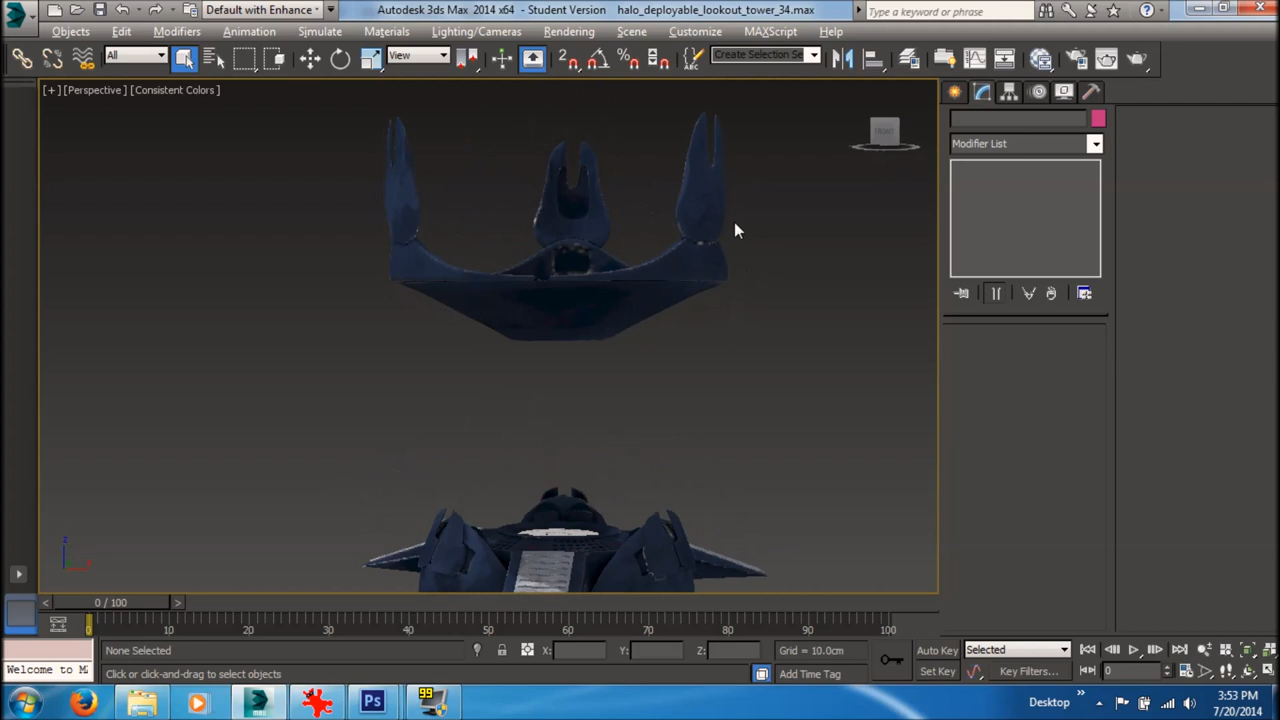 Default with Enhance
Autodesk 3ds Max 2014 x64 - Student Version halo_deployable_lookout_tower_34.max
Type a keyword or phrase
Objects Edit Modifiers Animation Simulate Materials Lighting/Cameras Rendering Scene Customize MAXScript Help
All View Create Selection Se
[+] [Perspective ] [Consistent Colors ]
FRONT
Modifier List
z
0 / 100
0 10 20 30 40 50 60 70 80 90 100
None Selected X: Y: Z: Grid = 10.0cm Auto Key Selected
Welcome to M Click or click-and-drag to select objects Add Time Tag Set Key Key Filters... 0
99
Ps
Desktop
3:53 PM
7/20/2014